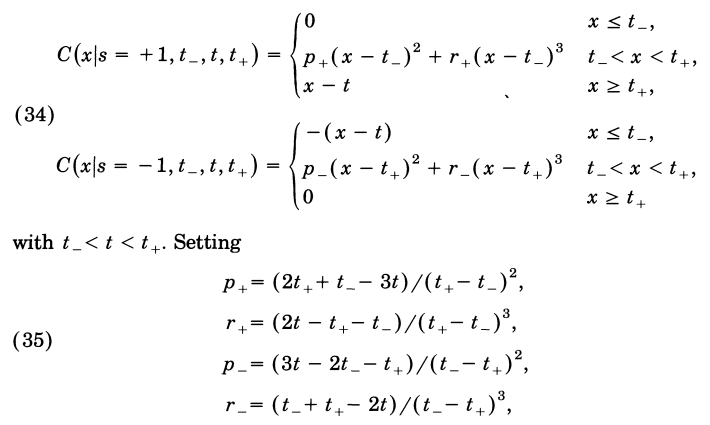 C(x|s = +1, t₋, t, t₊) = { 0    x ≤ t₋,
p₊(x − t₋)² + r₊(x − t₋)³    t₋ < x < t₊,
x − t    x ≥ t₊,
(34)
C(x|s = −1, t₋, t, t₊) = { −(x − t)    x ≤ t₋,
p₋(x − t₊)² + r₋(x − t₊)³    t₋ < x < t₊,
0    x ≥ t₊
with t₋ < t < t₊. Setting
p₊ = (2t₊ + t₋ − 3t)/(t₊ − t₋)²,
r₊ = (2t − t₊ − t₋)/(t₊ − t₋)³,
(35)
p₋ = (3t − 2t₋ − t₊)/(t₋ − t₊)²,
r₋ = (t₋ + t₊ − 2t)/(t₋ − t₊)³,